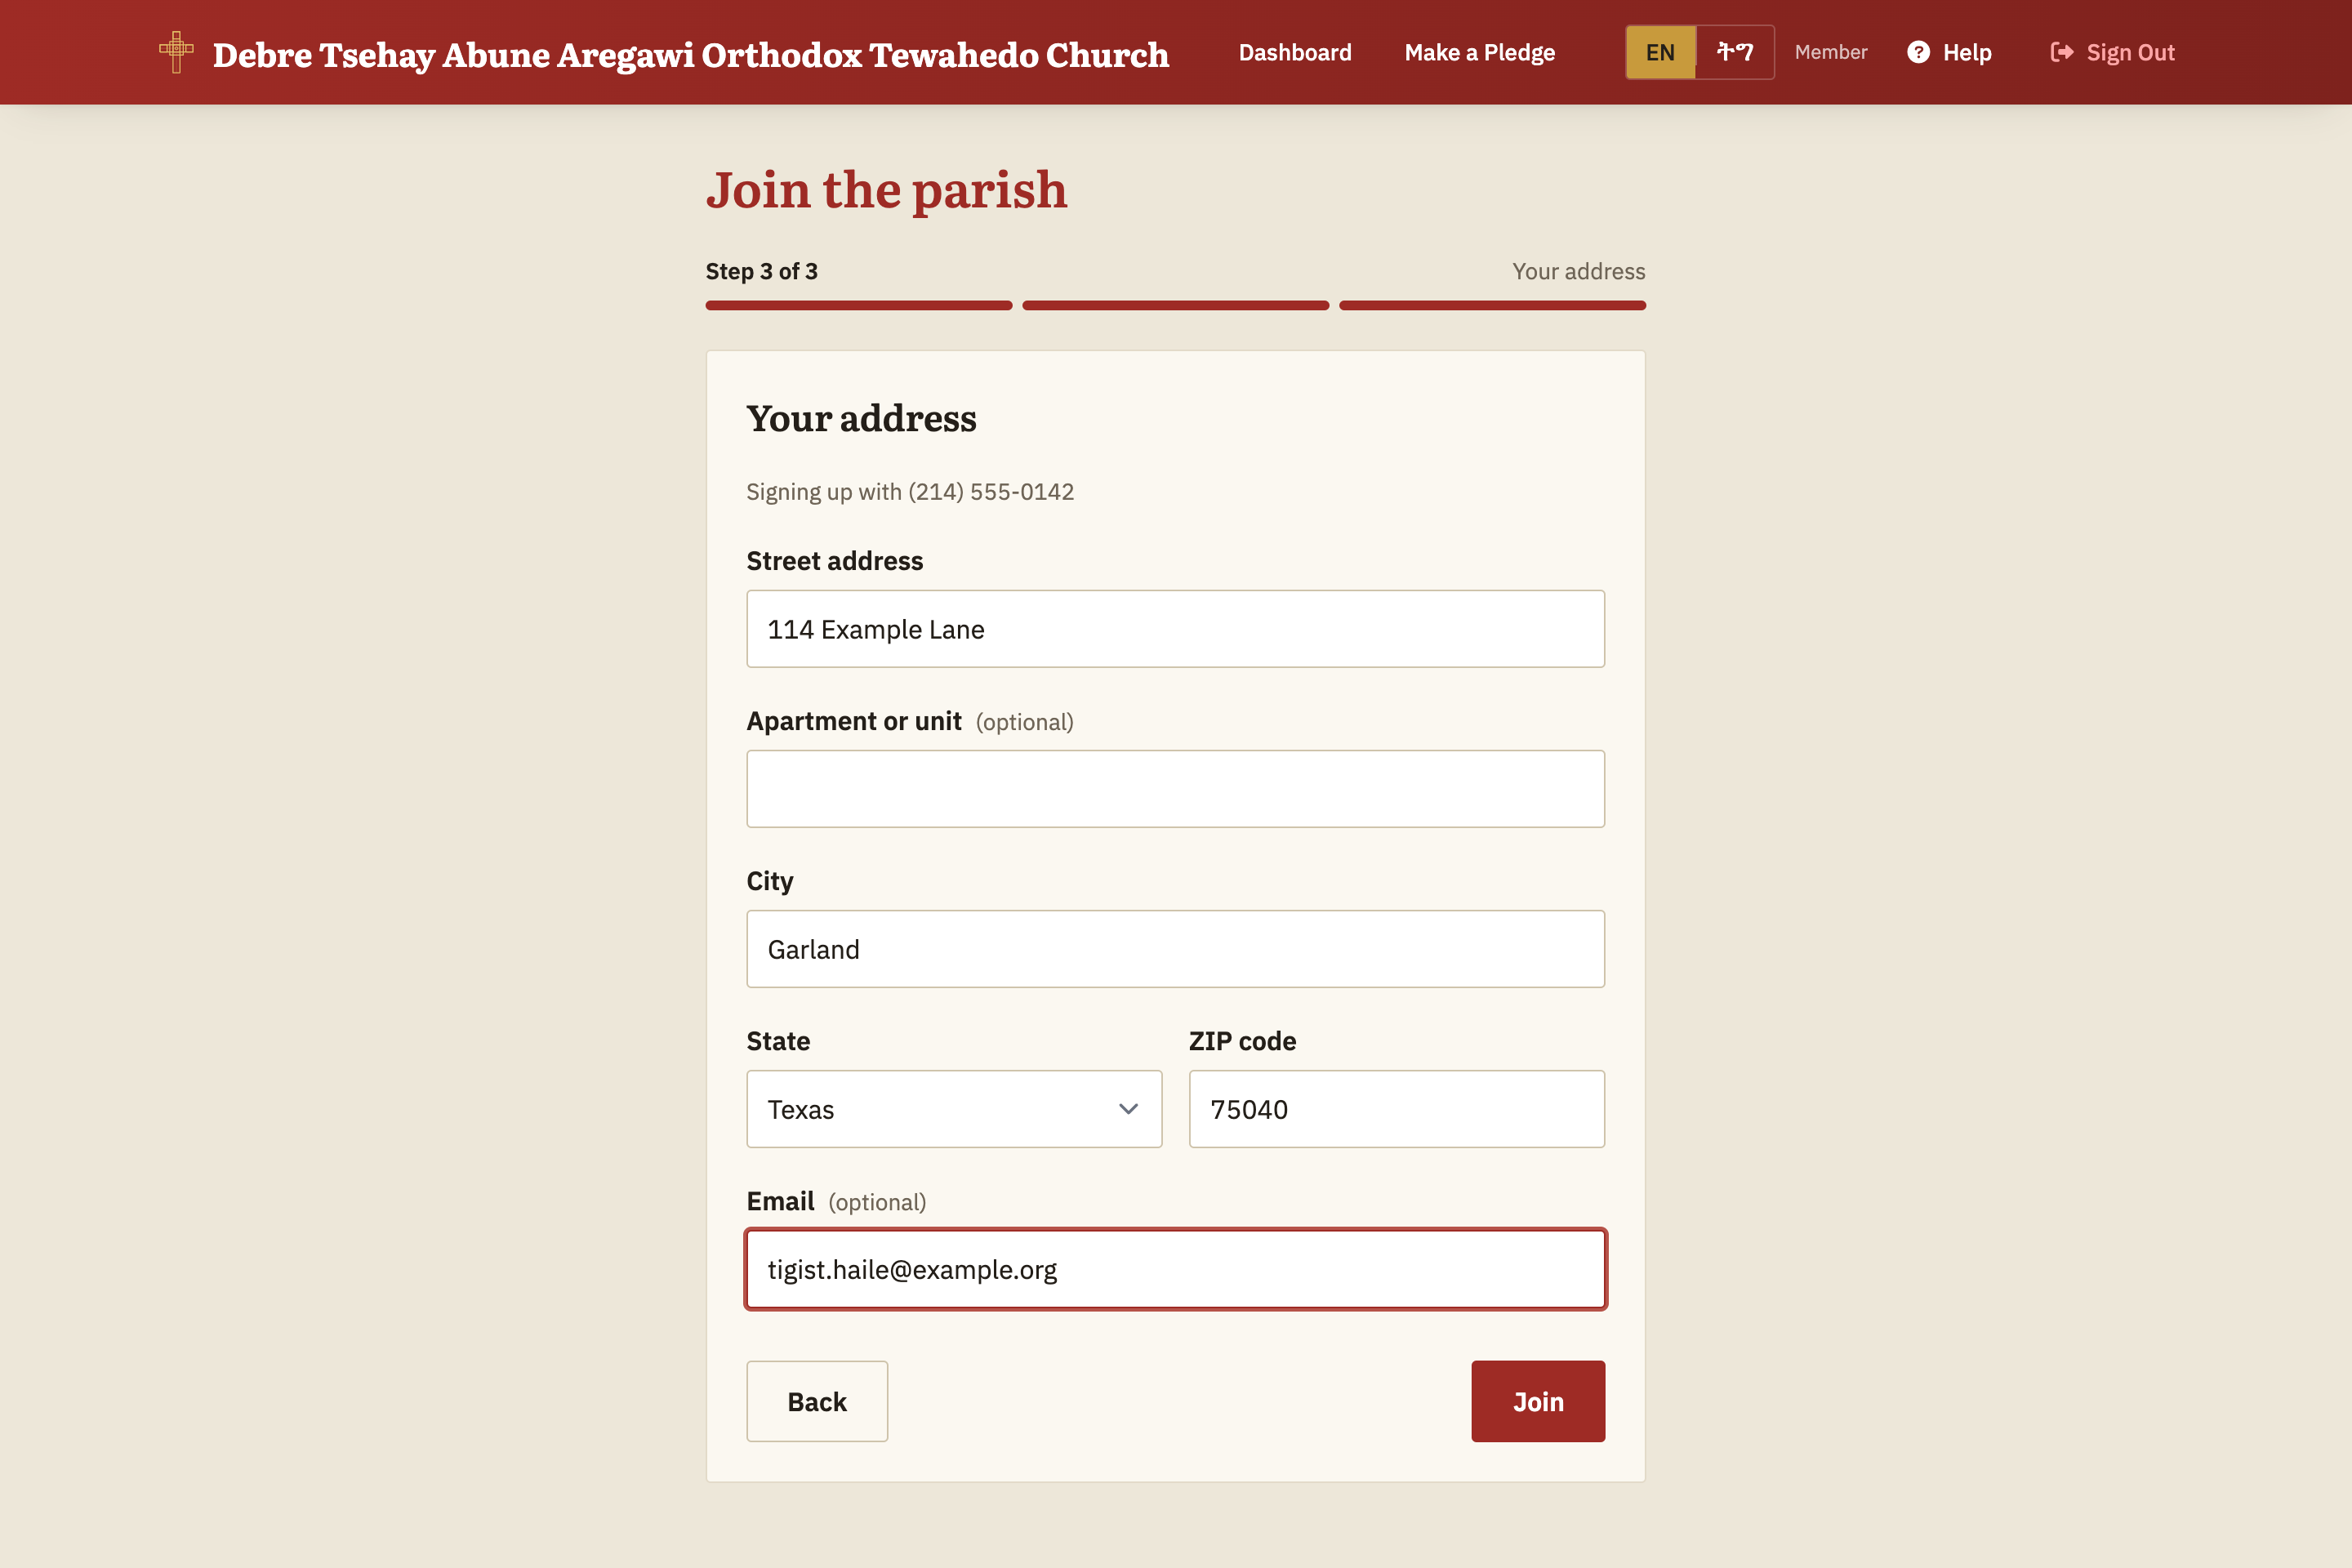 Debre Tsehay Abune Aregawi Orthodox Tewahedo Church
Dashboard
Make a Pledge
EN
ትግ
Member
Help
Sign Out
Join the parish
Step 3 of 3
Your address
Your address
Signing up with (214) 555-0142
Street address
114 Example Lane
Apartment or unit (optional)
City
Garland
State
ZIP code
Texas
75040
Email (optional)
tigist.haile@example.org
Back
Join